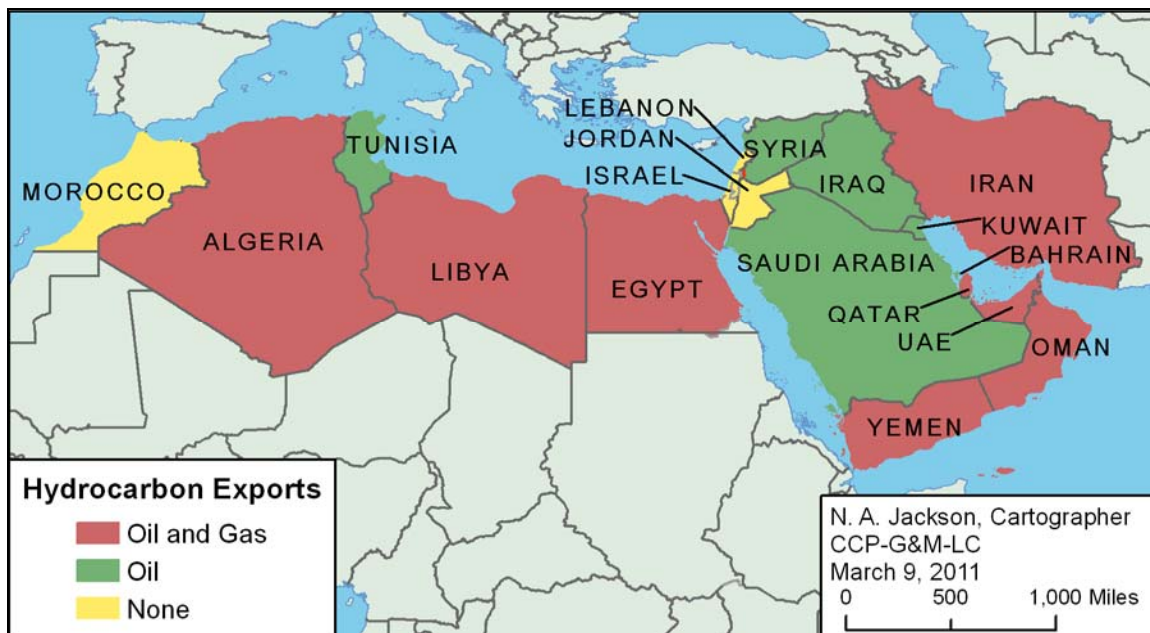 LEBANON
JORDAN
ISRAEL
SYRIA
TUNISIA
MOROCCO
IRAQ
IRAN
KUWAIT
ALGERIA
BAHRAIN
SAUDI ARABIA
LIBYA
EGYPT
QATAR
UAE
OMAN
YEMEN
Hydrocarbon Exports
Oil and Gas
Oil
None
N. A. Jackson, Cartographer
CCP-G&M-LC
March 9, 2011
0 500 1,000 Miles